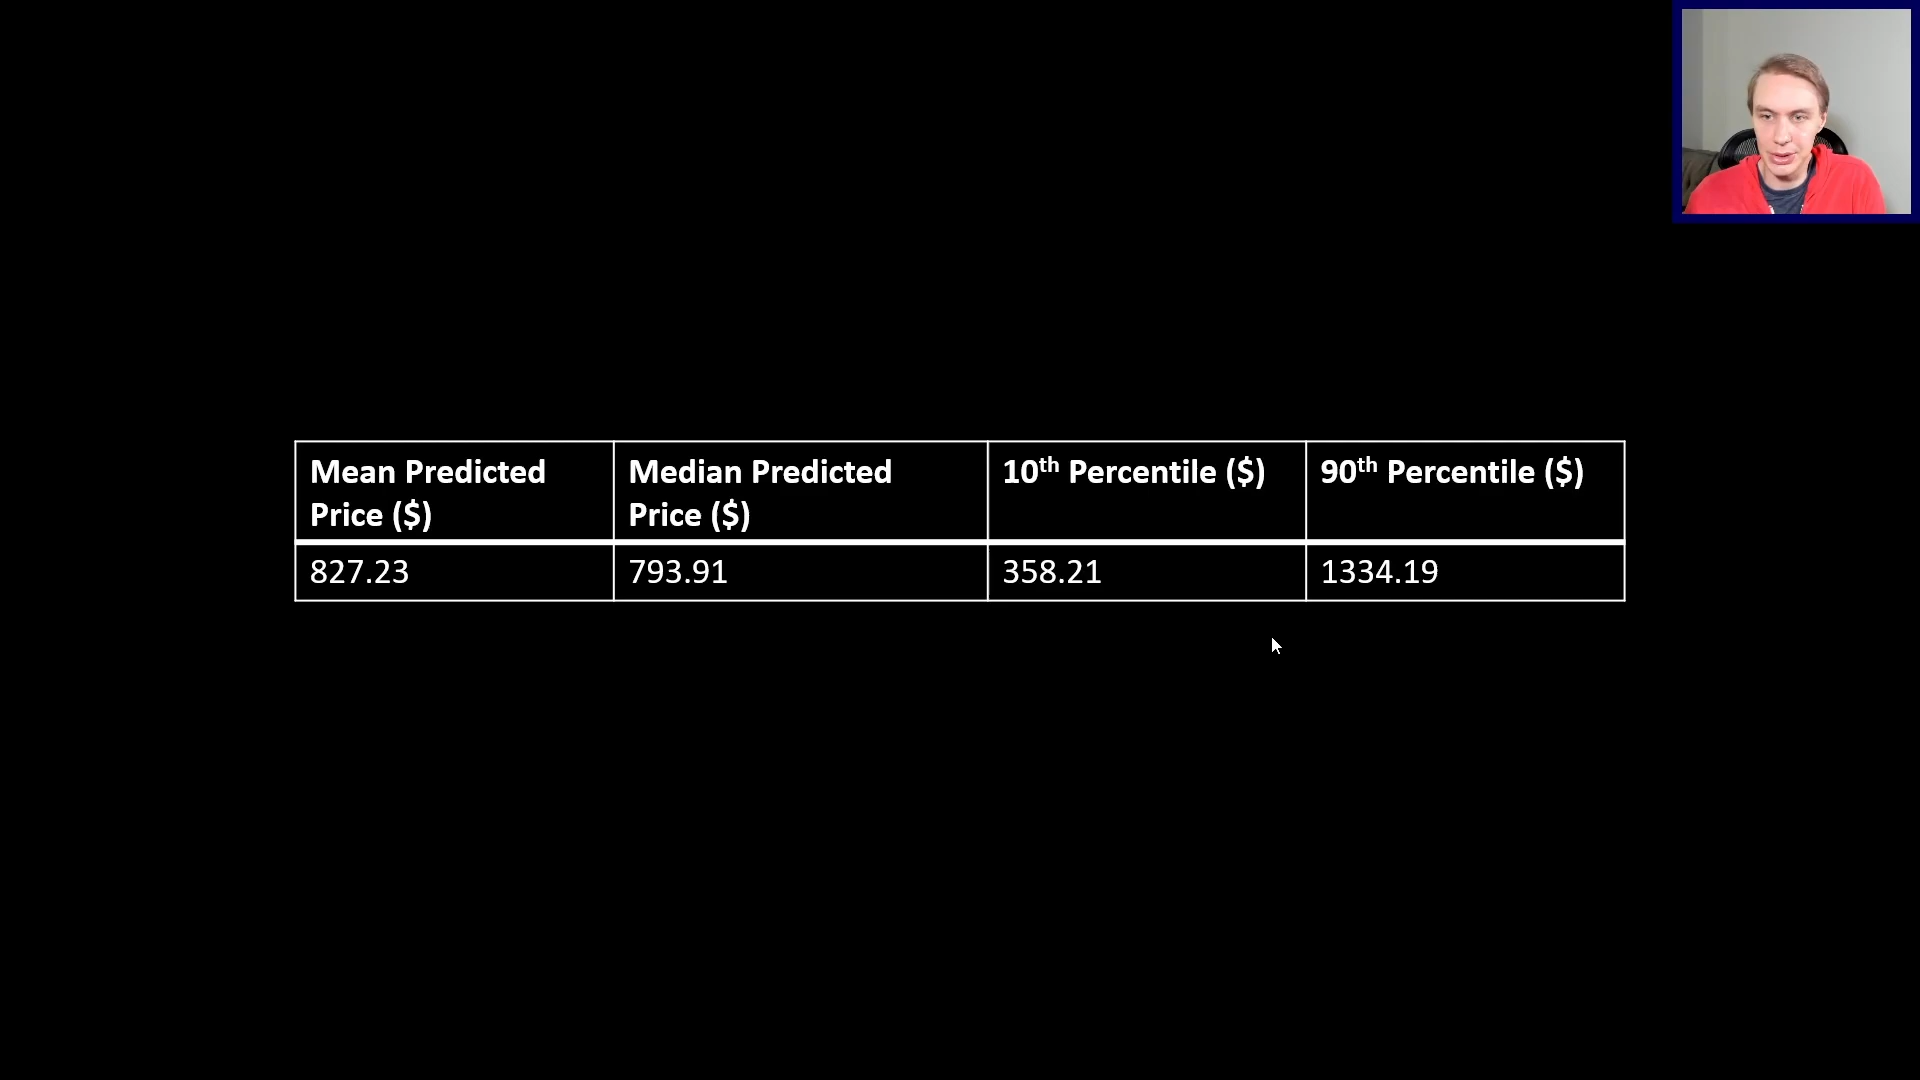 Mean Predicted Price ($)
Median Predicted Price ($)
10th Percentile ($)
90th Percentile ($)
827.23
793.91
358.21
1334.19